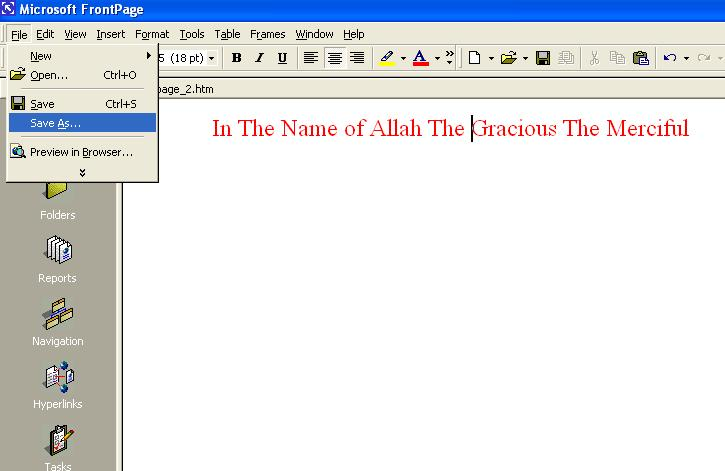 Microsoft FrontPage
File Edit View Insert Format Tools Table Frames Window Help
5 (18 pt) B I U A
New
Open... Ctrl+O
Save Ctrl+S
Save As...
Preview in Browser...
page_2.htm
In The Name of Allah The Gracious The Merciful
Folders
Reports
Navigation
Hyperlinks
Tasks